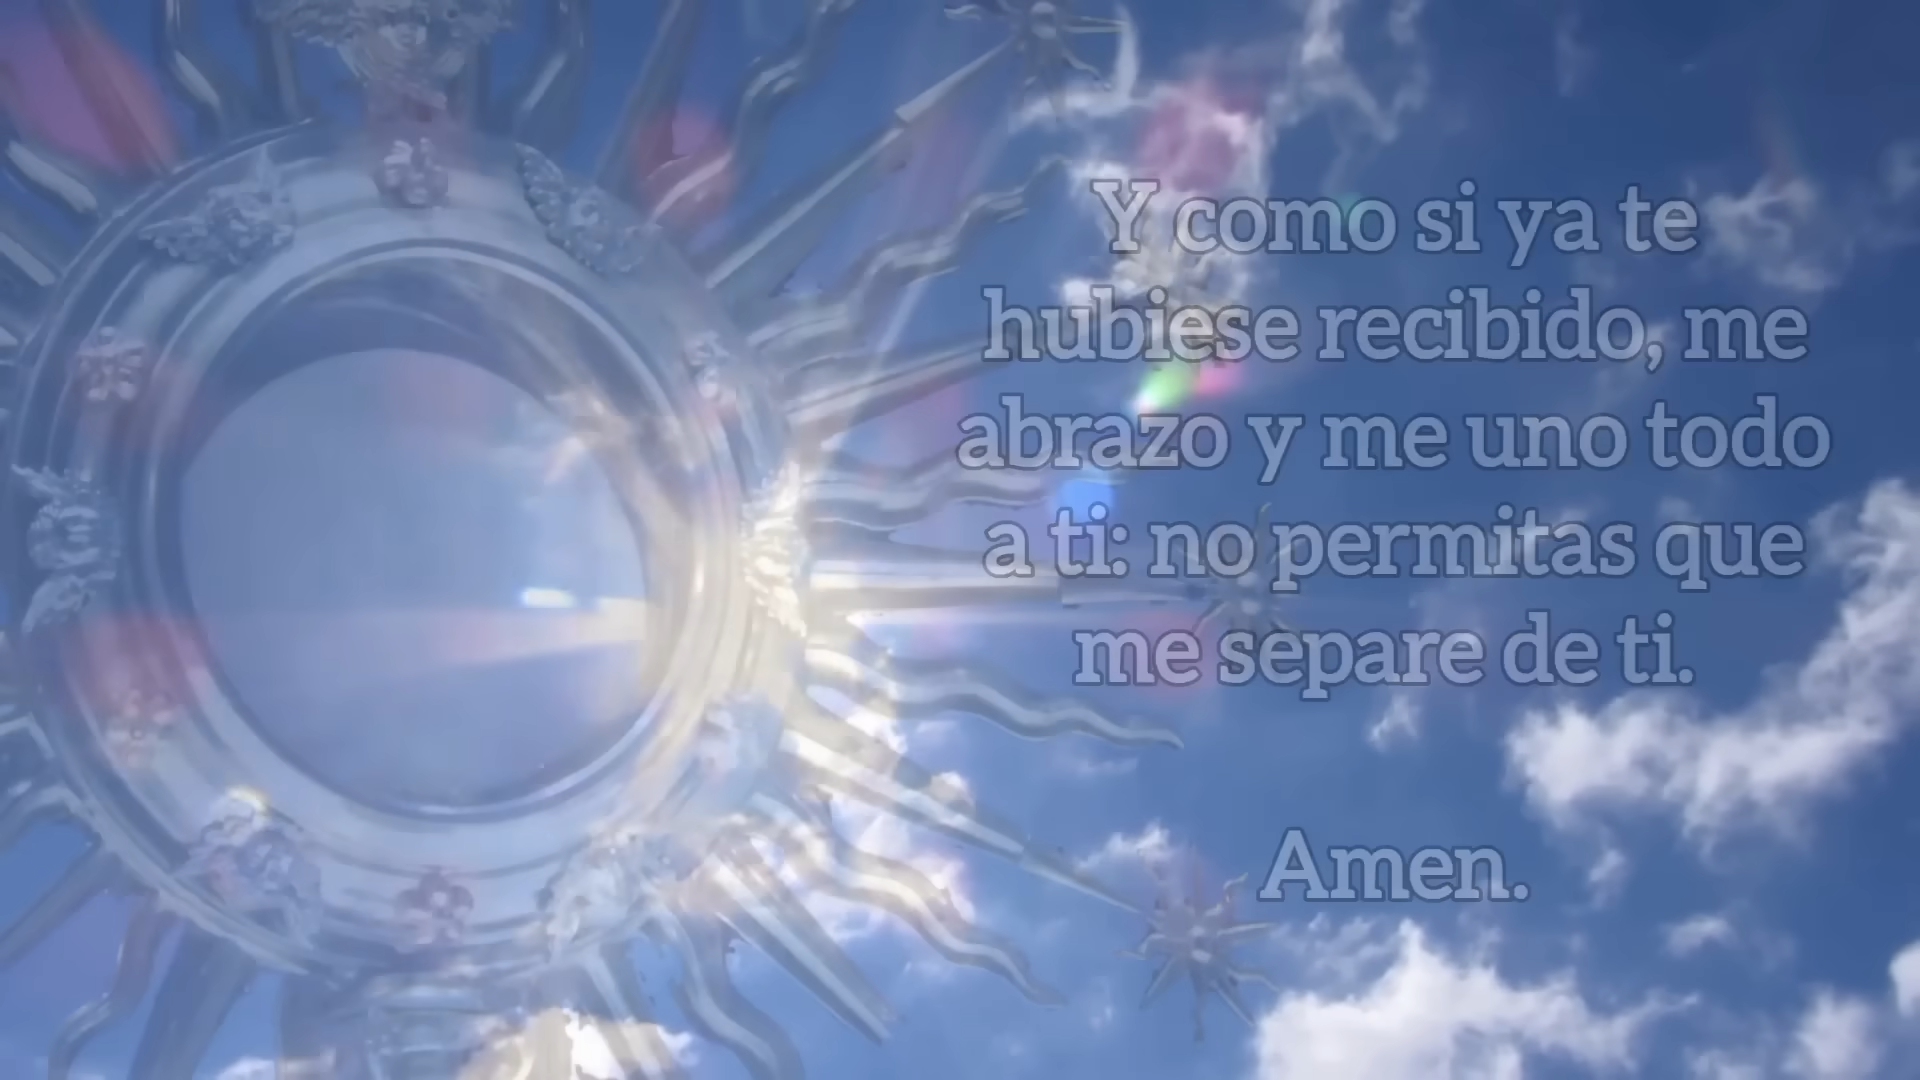 Y como si ya te
hubiese recibido, me
abrazo y me uno todo
a ti: no permitas que
me separe de ti.
Amen.